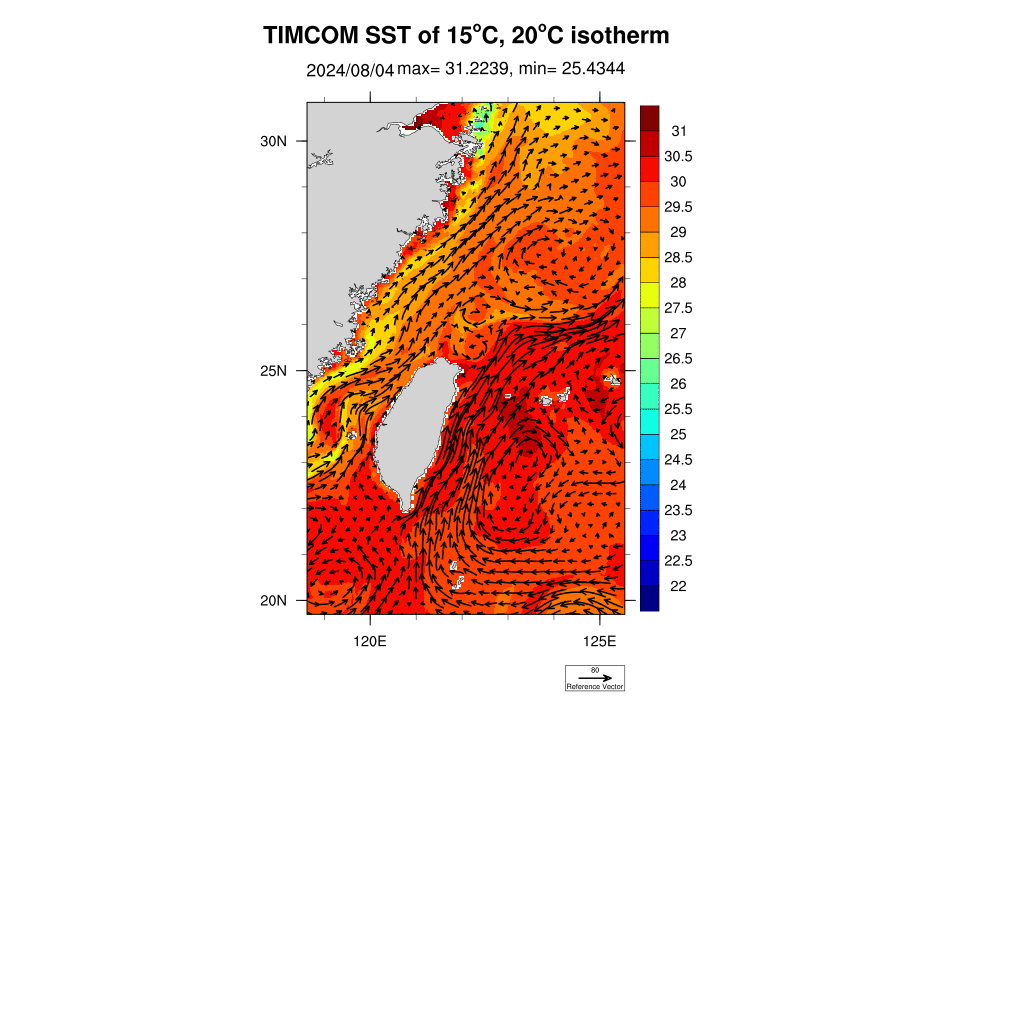 TIMCOM SST of 15°C, 20°C isotherm
2024/08/04 max= 31.2239, min= 25.4344
31
30N
30.5
30
29.5
29
28.5
28
27.5
27
26.5
25N
26
25.5
25
24.5
24
23.5
23
22.5
22
20N
120E 125E
80
Reference Vector